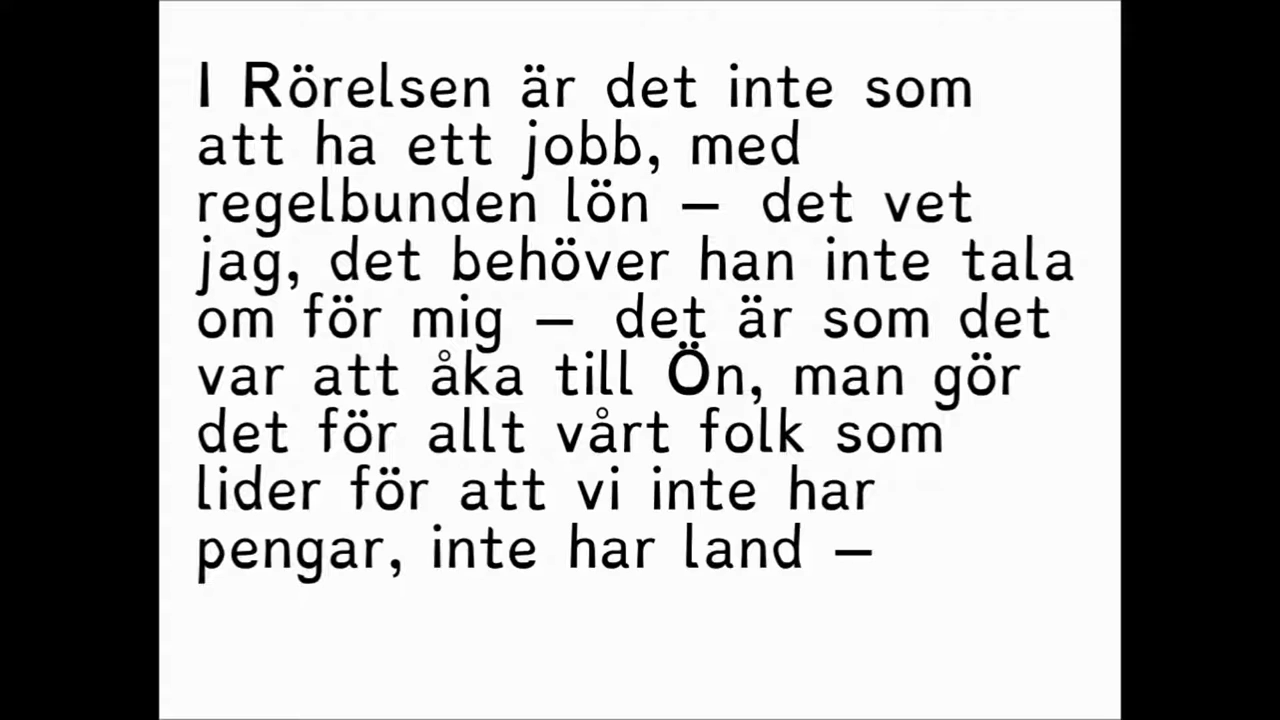 I Rörelsen är det inte som
att ha ett jobb, med
regelbunden lön – det vet
jag, det behöver han inte tala
om för mig – det är som det
var att åka till Ön, man gör
det för allt vårt folk som
lider för att vi inte har
pengar, inte har land –